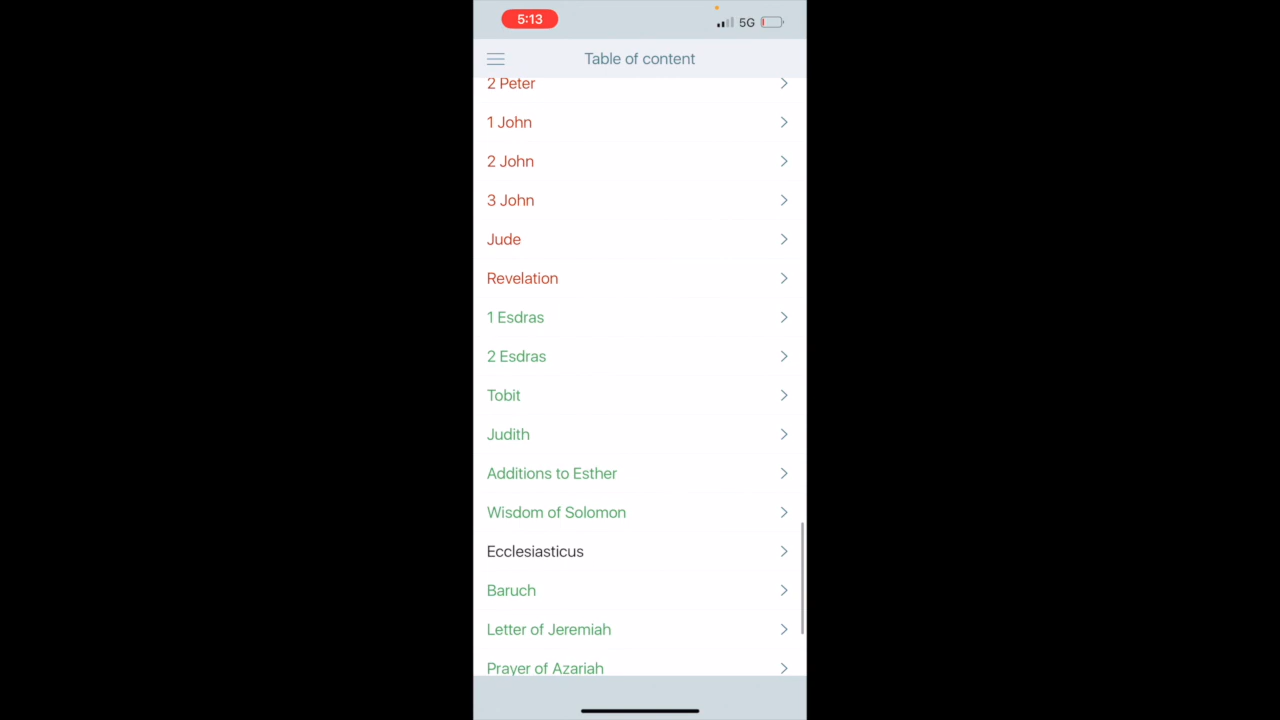 5:13
5G
Table of content
2 Peter
1 John
2 John
3 John
Jude
Revelation
1 Esdras
2 Esdras
Tobit
Judith
Additions to Esther
Wisdom of Solomon
Ecclesiasticus
Baruch
Letter of Jeremiah
Prayer of Azariah